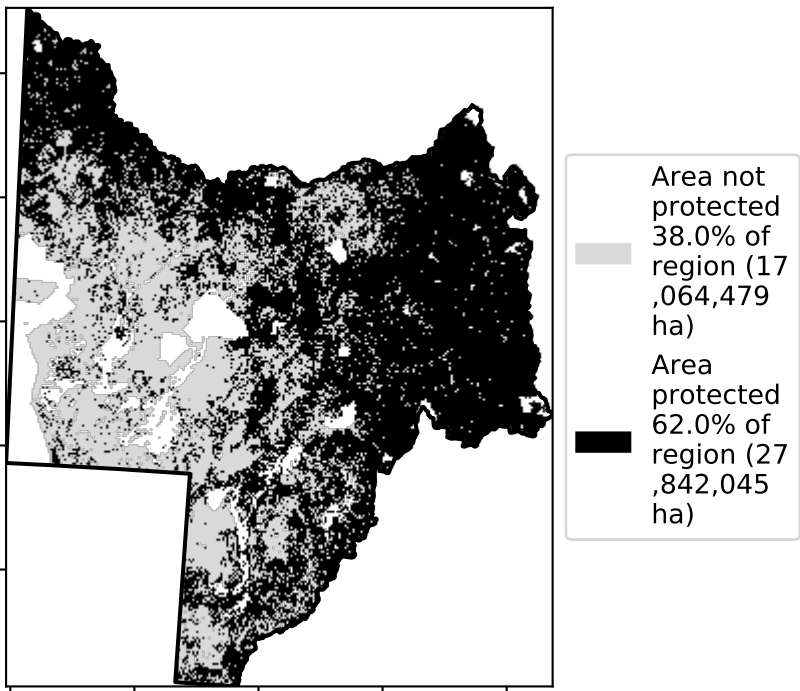 Area not
protected
38.0% of
region (17
,064,479
ha)
Area
protected
62.0% of
region (27
,842,045
ha)